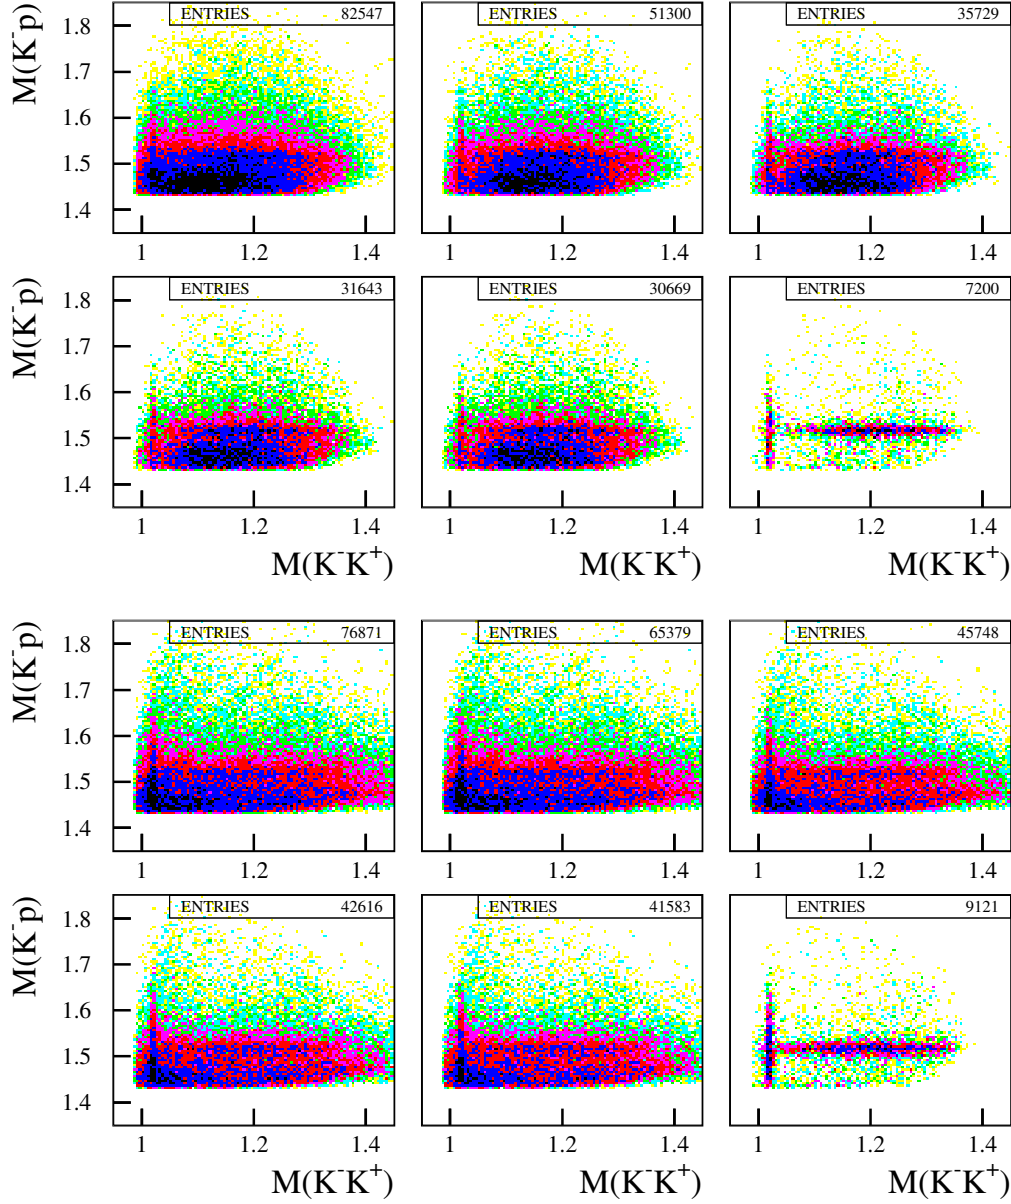 M(K⁻p)
ENTRIES 82547
ENTRIES 51300
ENTRIES 35729
1.8
1.7
1.6
1.5
1.4
1 1.2 1.4
1 1.2 1.4
1 1.2 1.4
M(K⁻p)
ENTRIES 31643
ENTRIES 30669
ENTRIES 7200
1.8
1.7
1.6
1.5
1.4
1 1.2 1.4
1 1.2 1.4
1 1.2 1.4
M(K⁻K⁺)
M(K⁻K⁺)
M(K⁻K⁺)
M(K⁻p)
ENTRIES 76871
ENTRIES 65379
ENTRIES 45748
1.8
1.7
1.6
1.5
1.4
1 1.2 1.4
1 1.2 1.4
1 1.2 1.4
M(K⁻p)
ENTRIES 42616
ENTRIES 41583
ENTRIES 9121
1.8
1.7
1.6
1.5
1.4
1 1.2 1.4
1 1.2 1.4
1 1.2 1.4
M(K⁻K⁺)
M(K⁻K⁺)
M(K⁻K⁺)